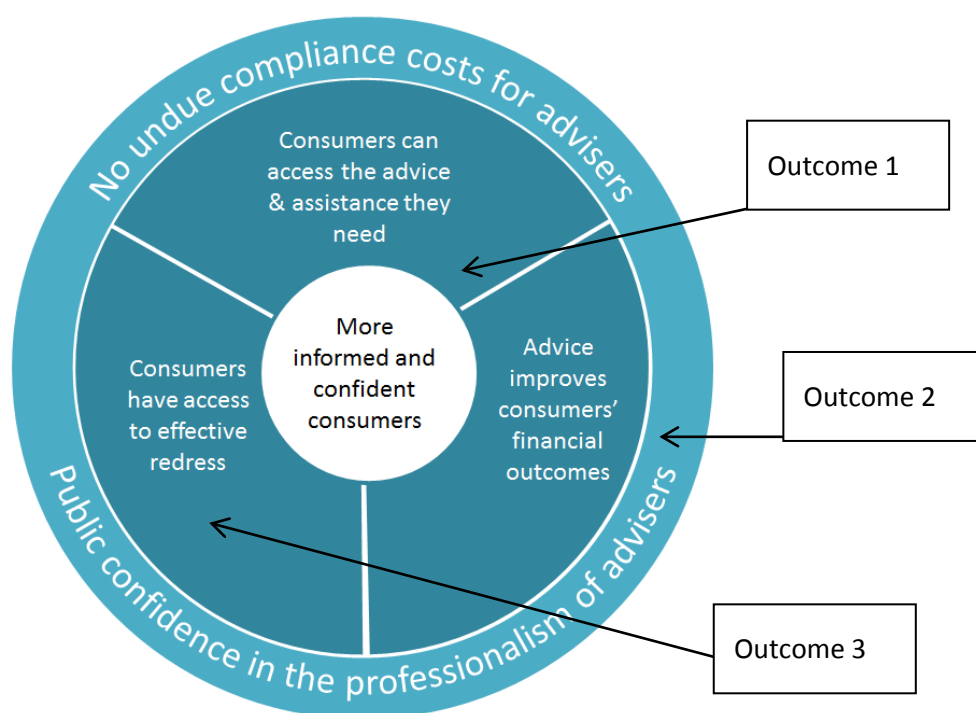 No undue compliance costs for advisers
Consumers can
access the advice
& assistance they
need
Outcome 1
More
informed and
confident
consumers
Consumers
have access
to effective
redress
Advice
improves
consumers’
financial
outcomes
Outcome 2
Public confidence in the professionalism of advisers
Outcome 3